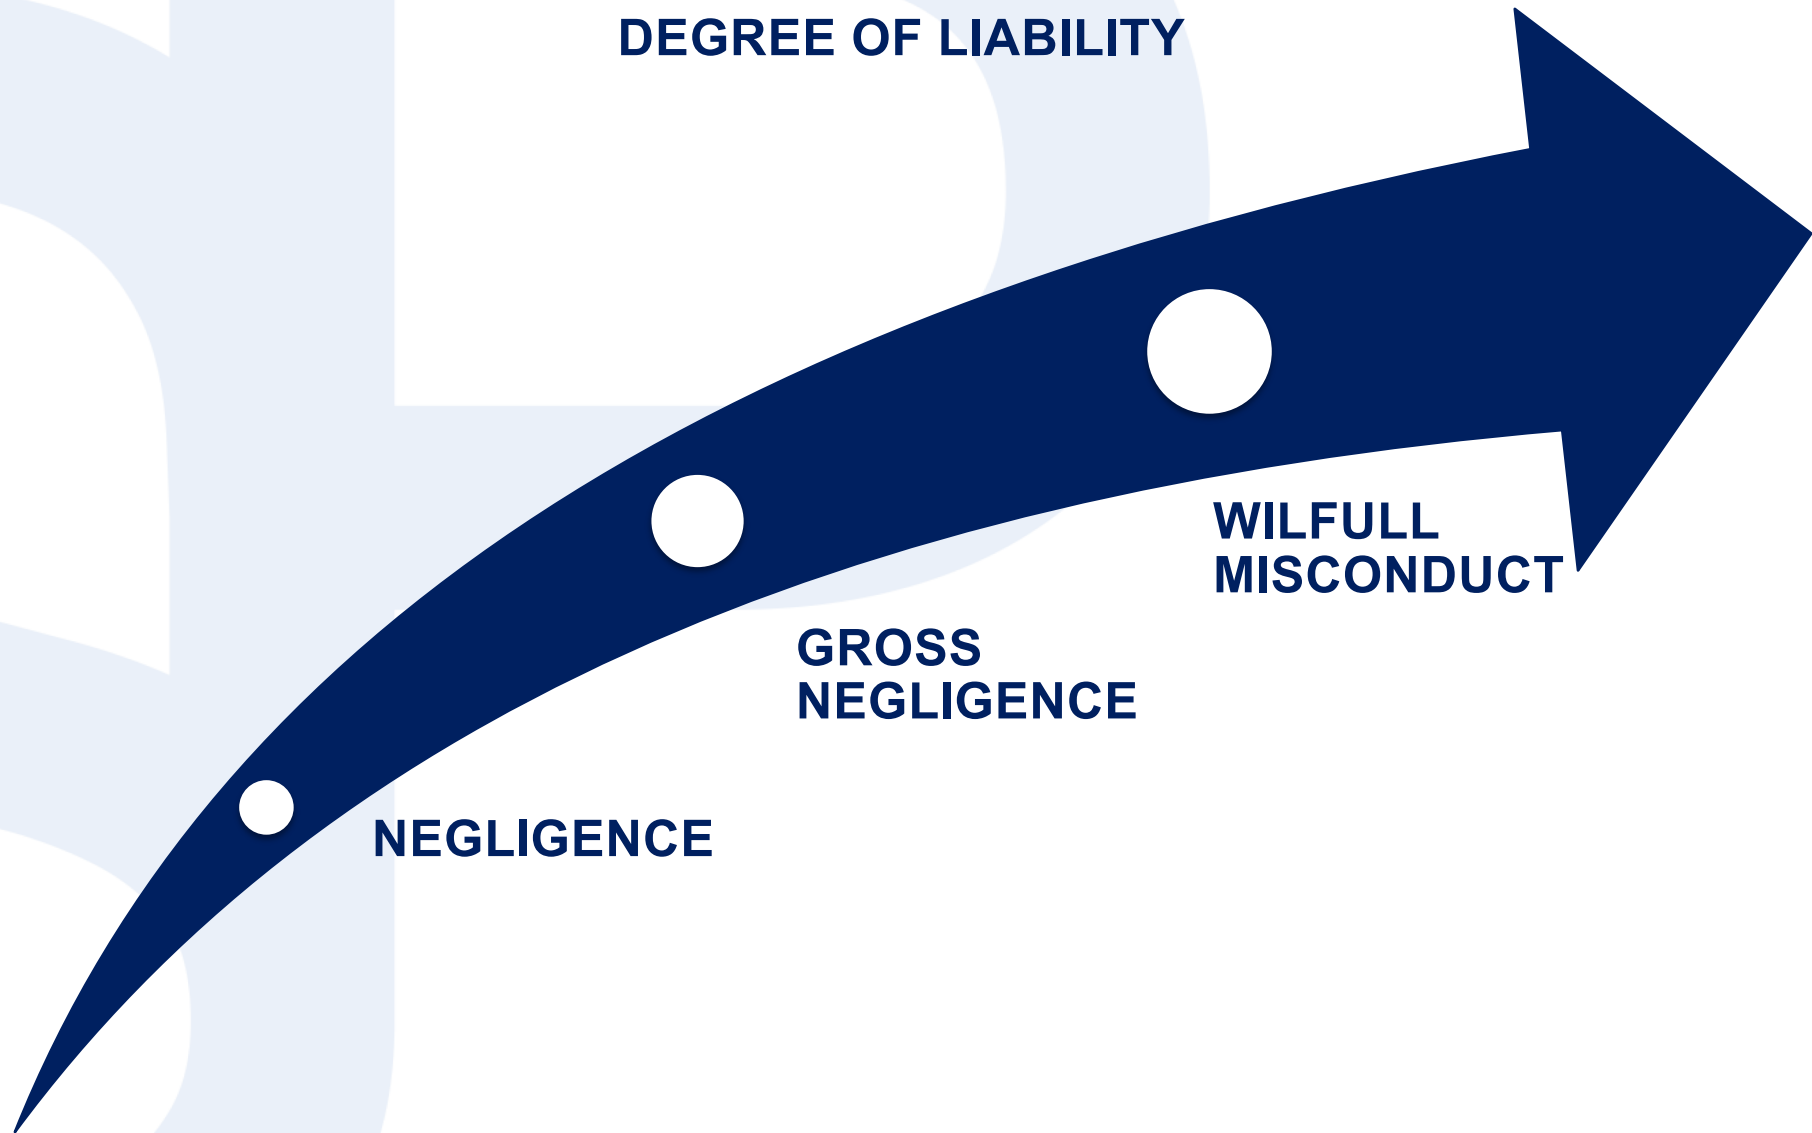 DEGREE OF LIABILITY
WILFULL
MISCONDUCT
GROSS
NEGLIGENCE
NEGLIGENCE